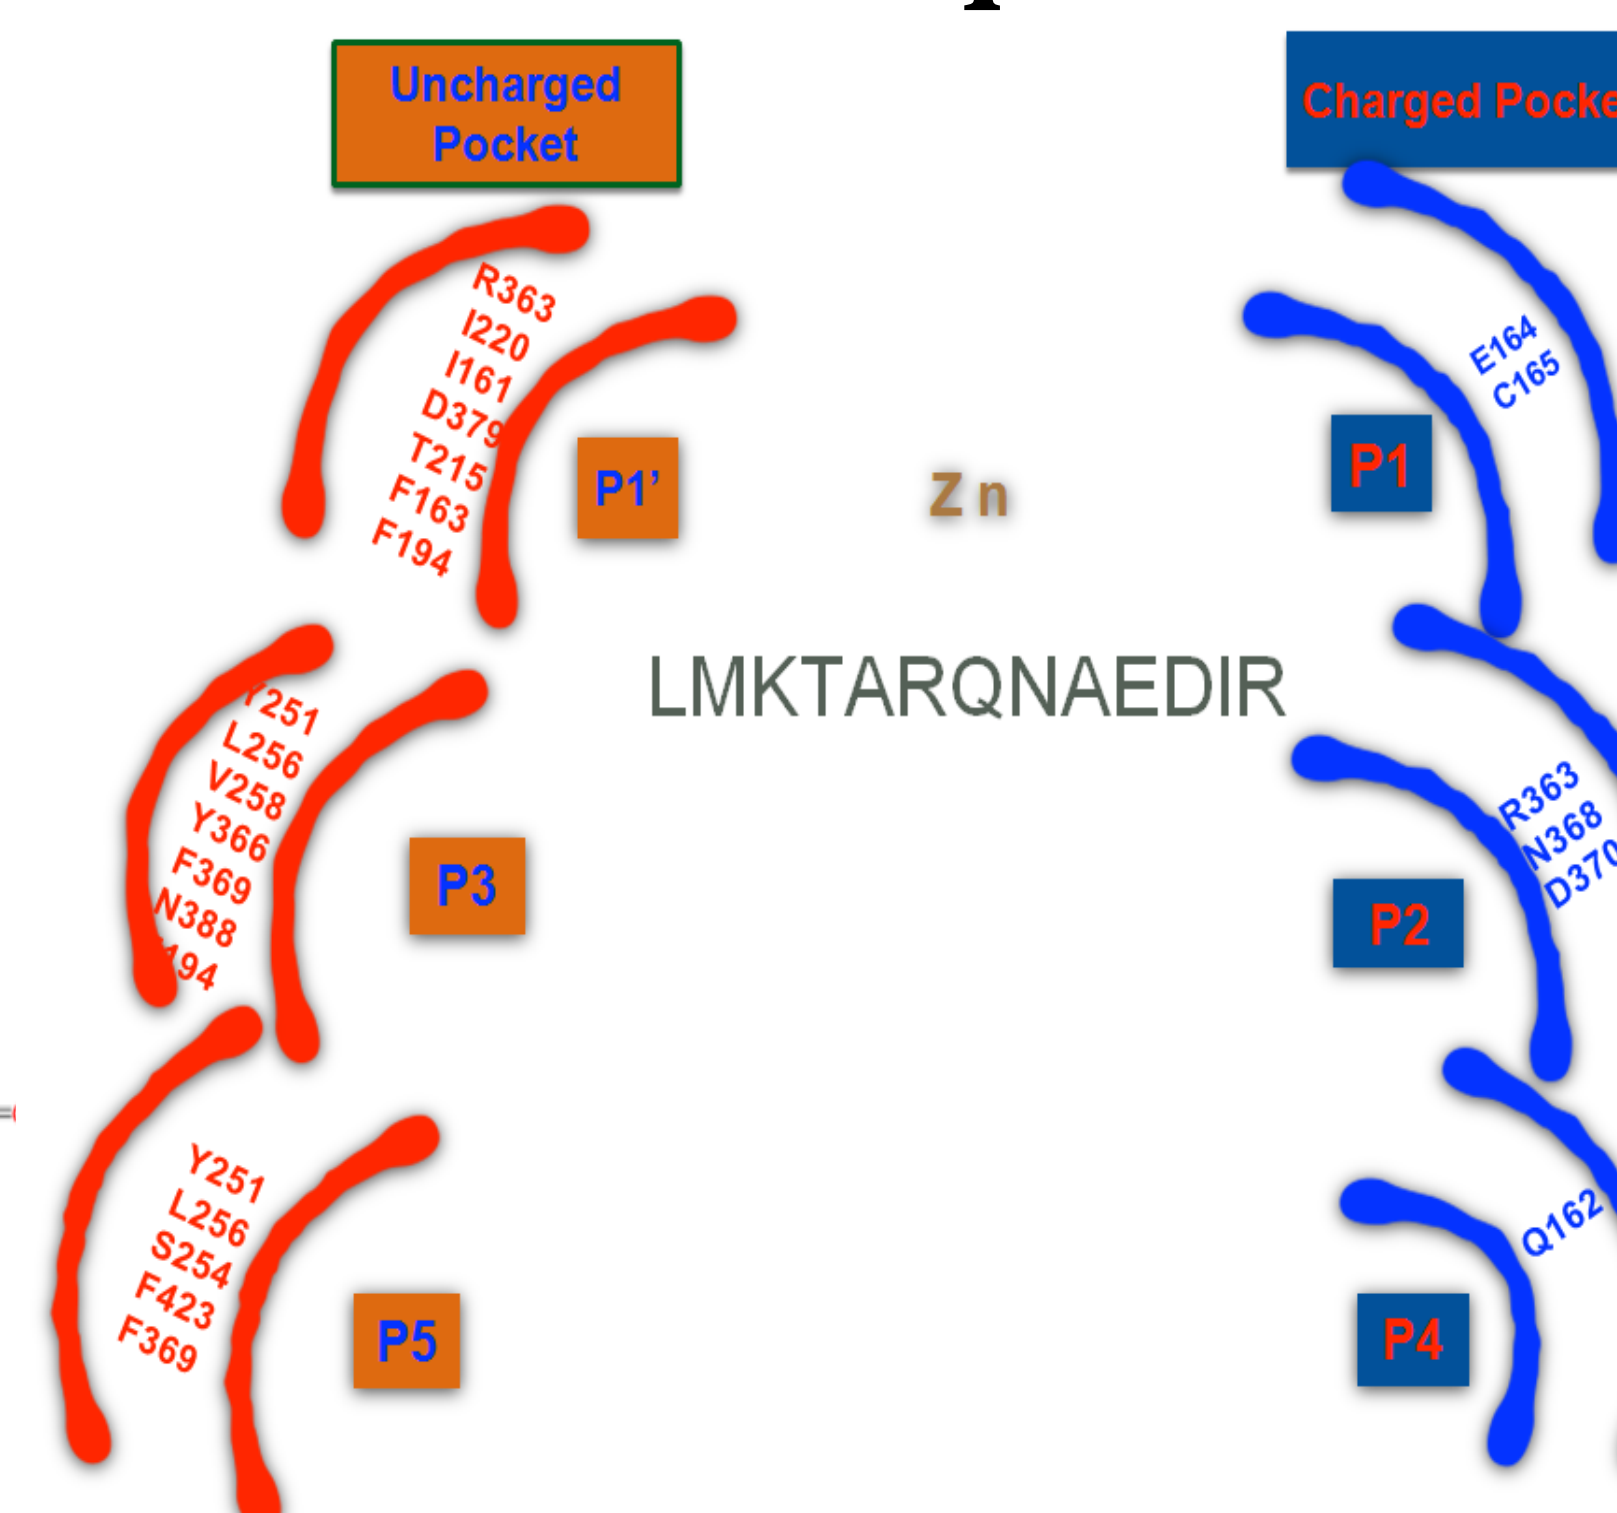 Uncharged
Pocket
R363
I220
I161
D379
T215
F163
F194
P1’
Y251
L256
V258
Y366
F369
N388
P3
Y251
L256
S254
F423
F369
P5
Zn
LMKTARQNAEDIR
Charged
E164
C165
P1
R363
N368
D370
P2
Q162
P4